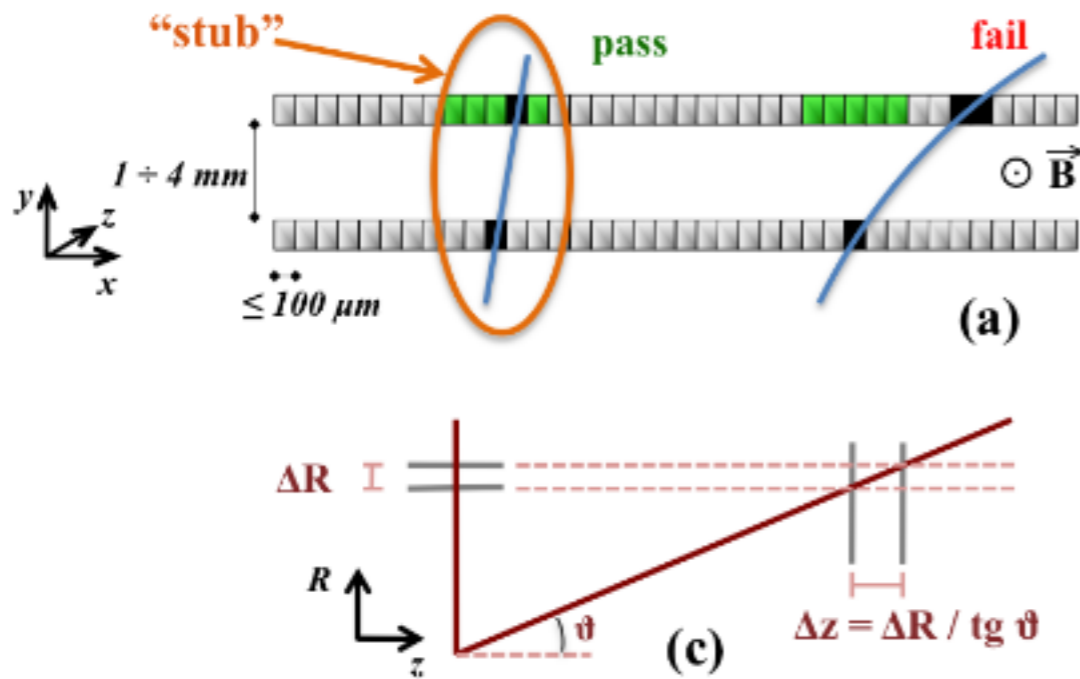 “stub”
pass
fail
1 ÷ 4 mm
y
z
x
B
≤ 100 μm
(a)
ΔR
R
z
ϑ
Δz = ΔR / tg ϑ
(c)